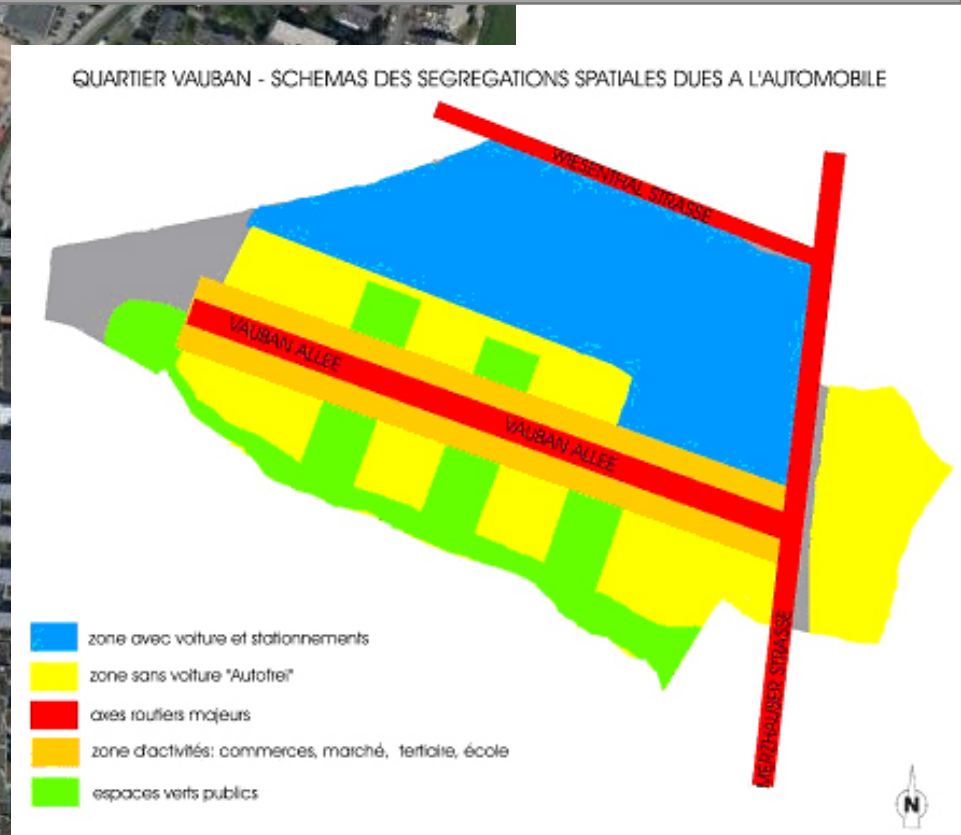 QUARTIER VAUBAN - SCHEMAS DES SEGREGATIONS SPATIALES DUES A L'AUTOMOBILE
WIESENTHAL STRASSE
VAUBAN ALLEE
VAUBAN ALLEE
MERZHAUSER STRASSE
zone avec voiture et stationnements
zone sans voiture "Autofrei"
axes routiers majeurs
zone d'activités: commerces, marché, tertiaire, école
espaces verts publics
N